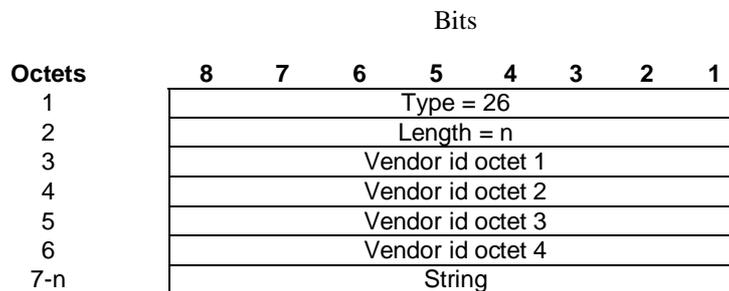 Bits
Octets 8 7 6 5 4 3 2 1
1 Type = 26
2 Length = n
3 Vendor id octet 1
4 Vendor id octet 2
5 Vendor id octet 3
6 Vendor id octet 4
7-n String